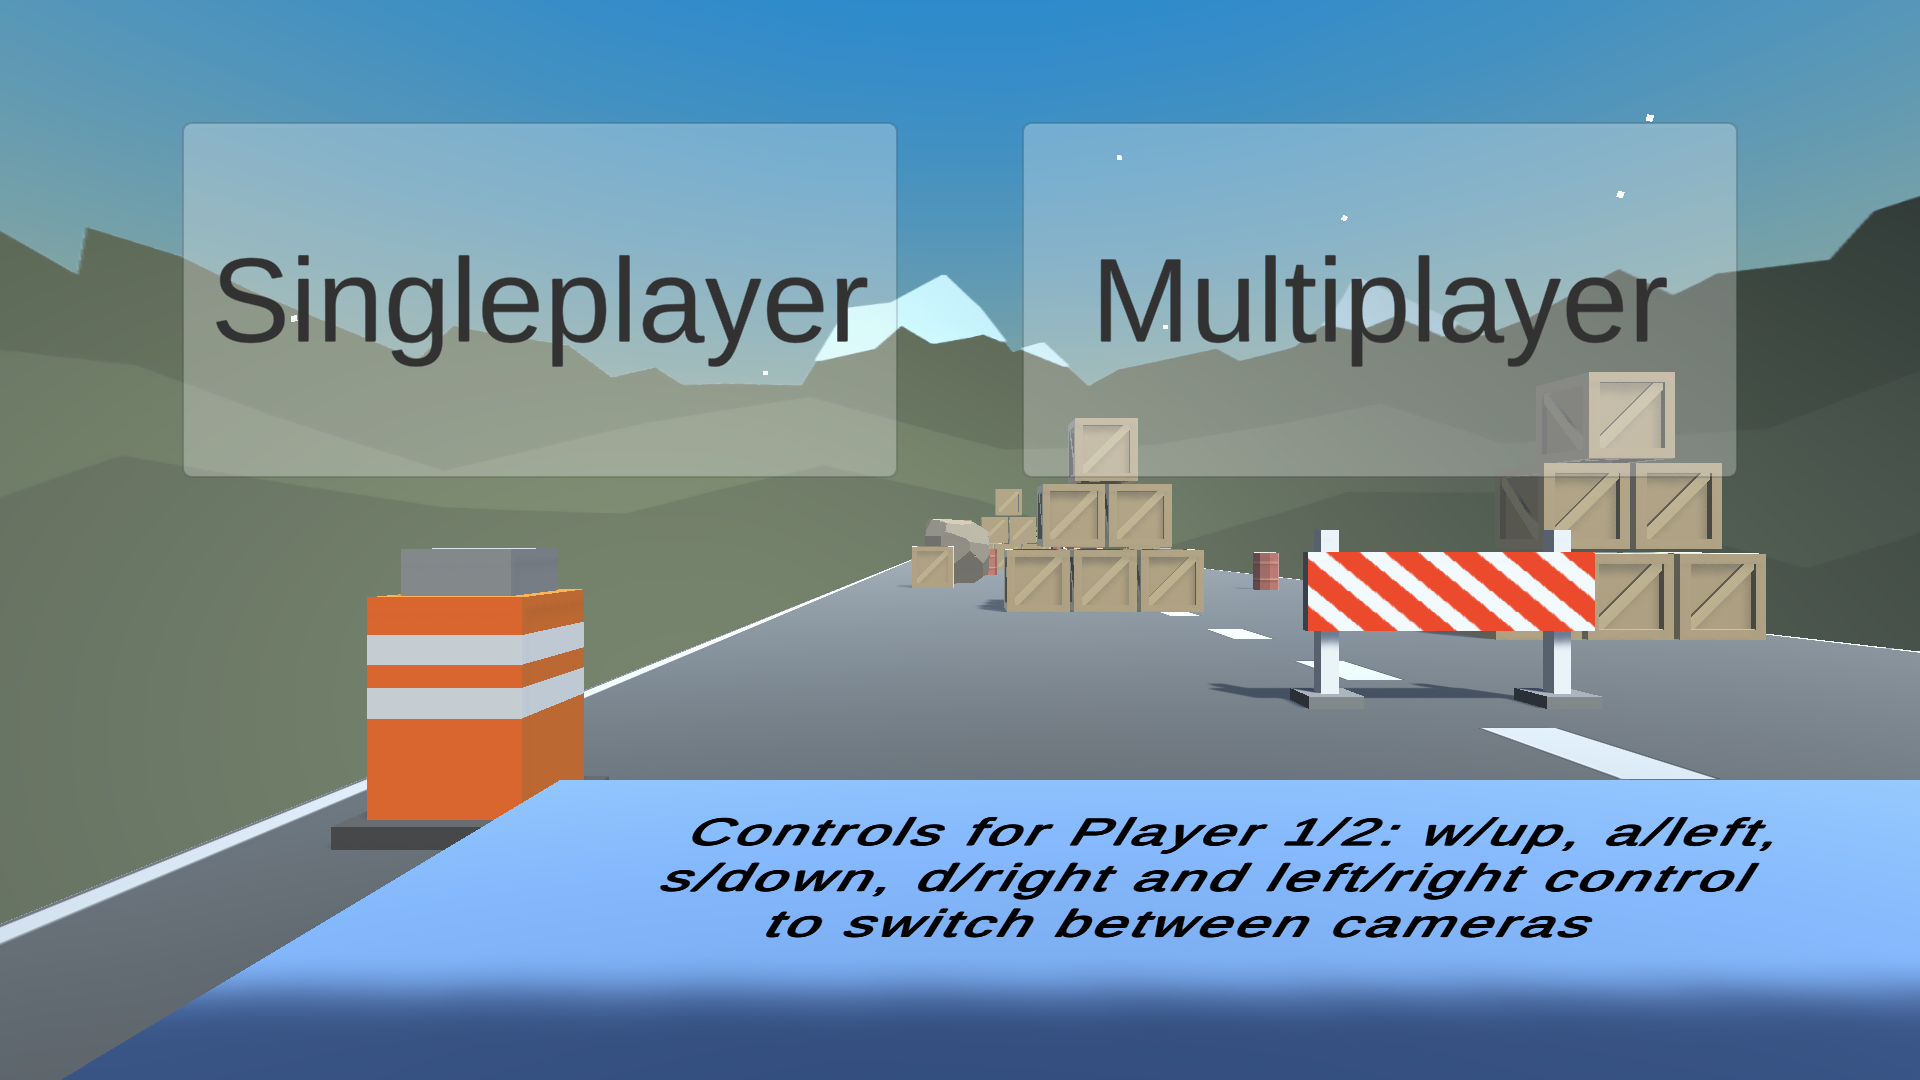 Singleplayer
Multiplayer
Controls for Player 1/2: w/up, a/left,
s/down, d/right and left/right control
to switch between cameras